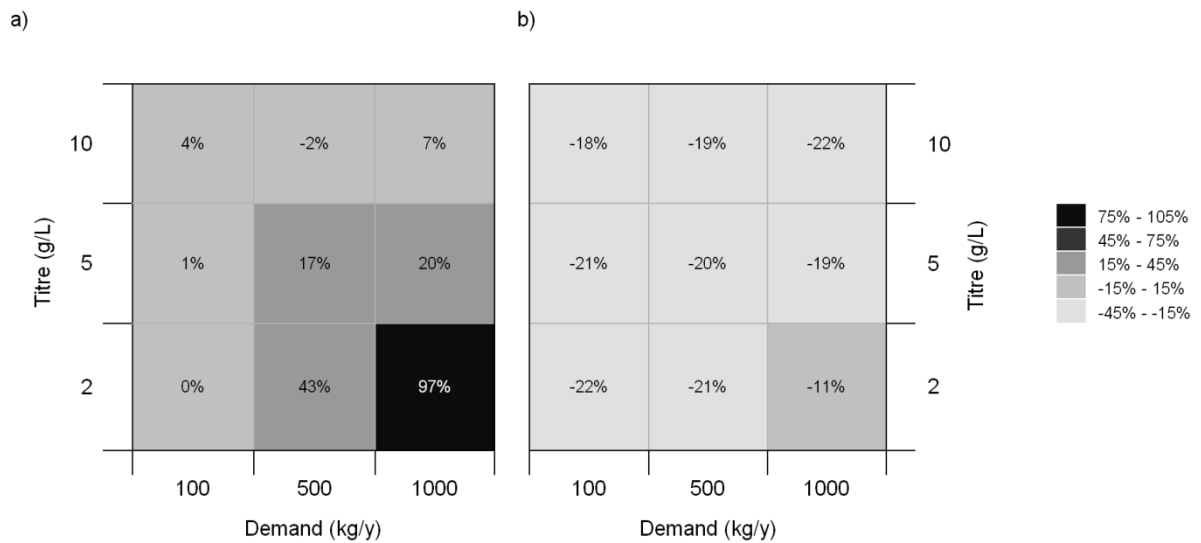 a)
b)
10
4%
-2%
7%
-18%
-19%
-22%
10
Titre (g/L)
5
1%
17%
20%
-21%
-20%
-19%
5
Titre (g/L)
2
0%
43%
97%
-22%
-21%
-11%
2
75% - 105%
45% - 75%
15% - 45%
-15% - 15%
-45% - -15%
100
500
1000
100
500
1000
Demand (kg/y)
Demand (kg/y)